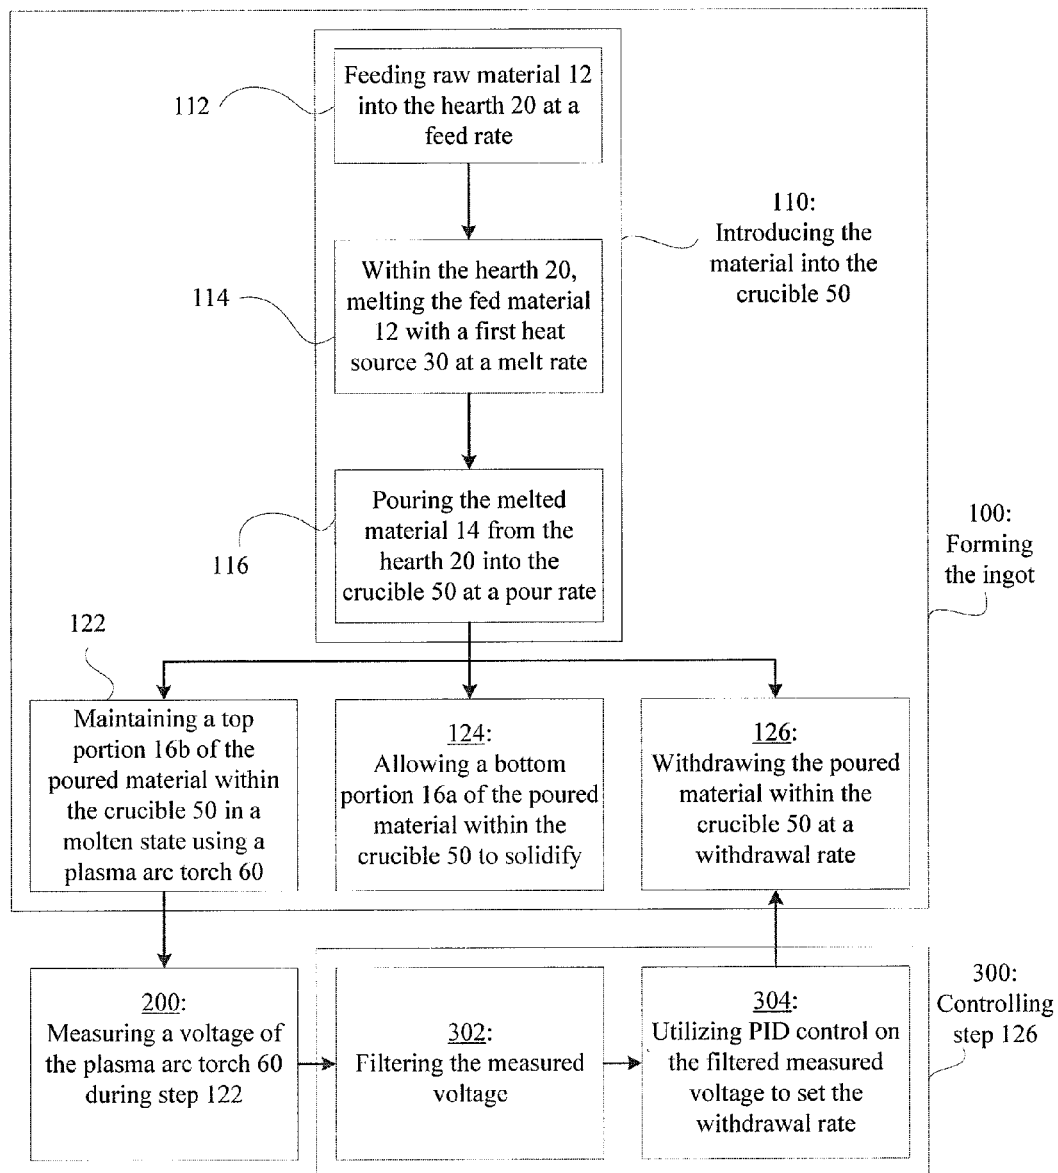 Feeding raw material 12
into the hearth 20 at a
feed rate
112
110:
Introducing the
material into the
crucible 50
Within the hearth 20,
melting the fed material
12 with a first heat
source 30 at a melt rate
114
Pouring the melted
material 14 from the
hearth 20 into the
crucible 50 at a pour rate
116
100:
Forming
the ingot
122
Maintaining a top
portion 16b of the
poured material within
the crucible 50 in a
molten state using a
plasma arc torch 60
124:
Allowing a bottom
portion 16a of the poured
material within the
crucible 50 to solidify
126:
Withdrawing the poured
material within the
crucible 50 at a
withdrawal rate
200:
Measuring a voltage of
the plasma arc torch 60
during step 122
302:
Filtering the measured
voltage
304:
Utilizing PID control on
the filtered measured
voltage to set the
withdrawal rate
300:
Controlling
step 126